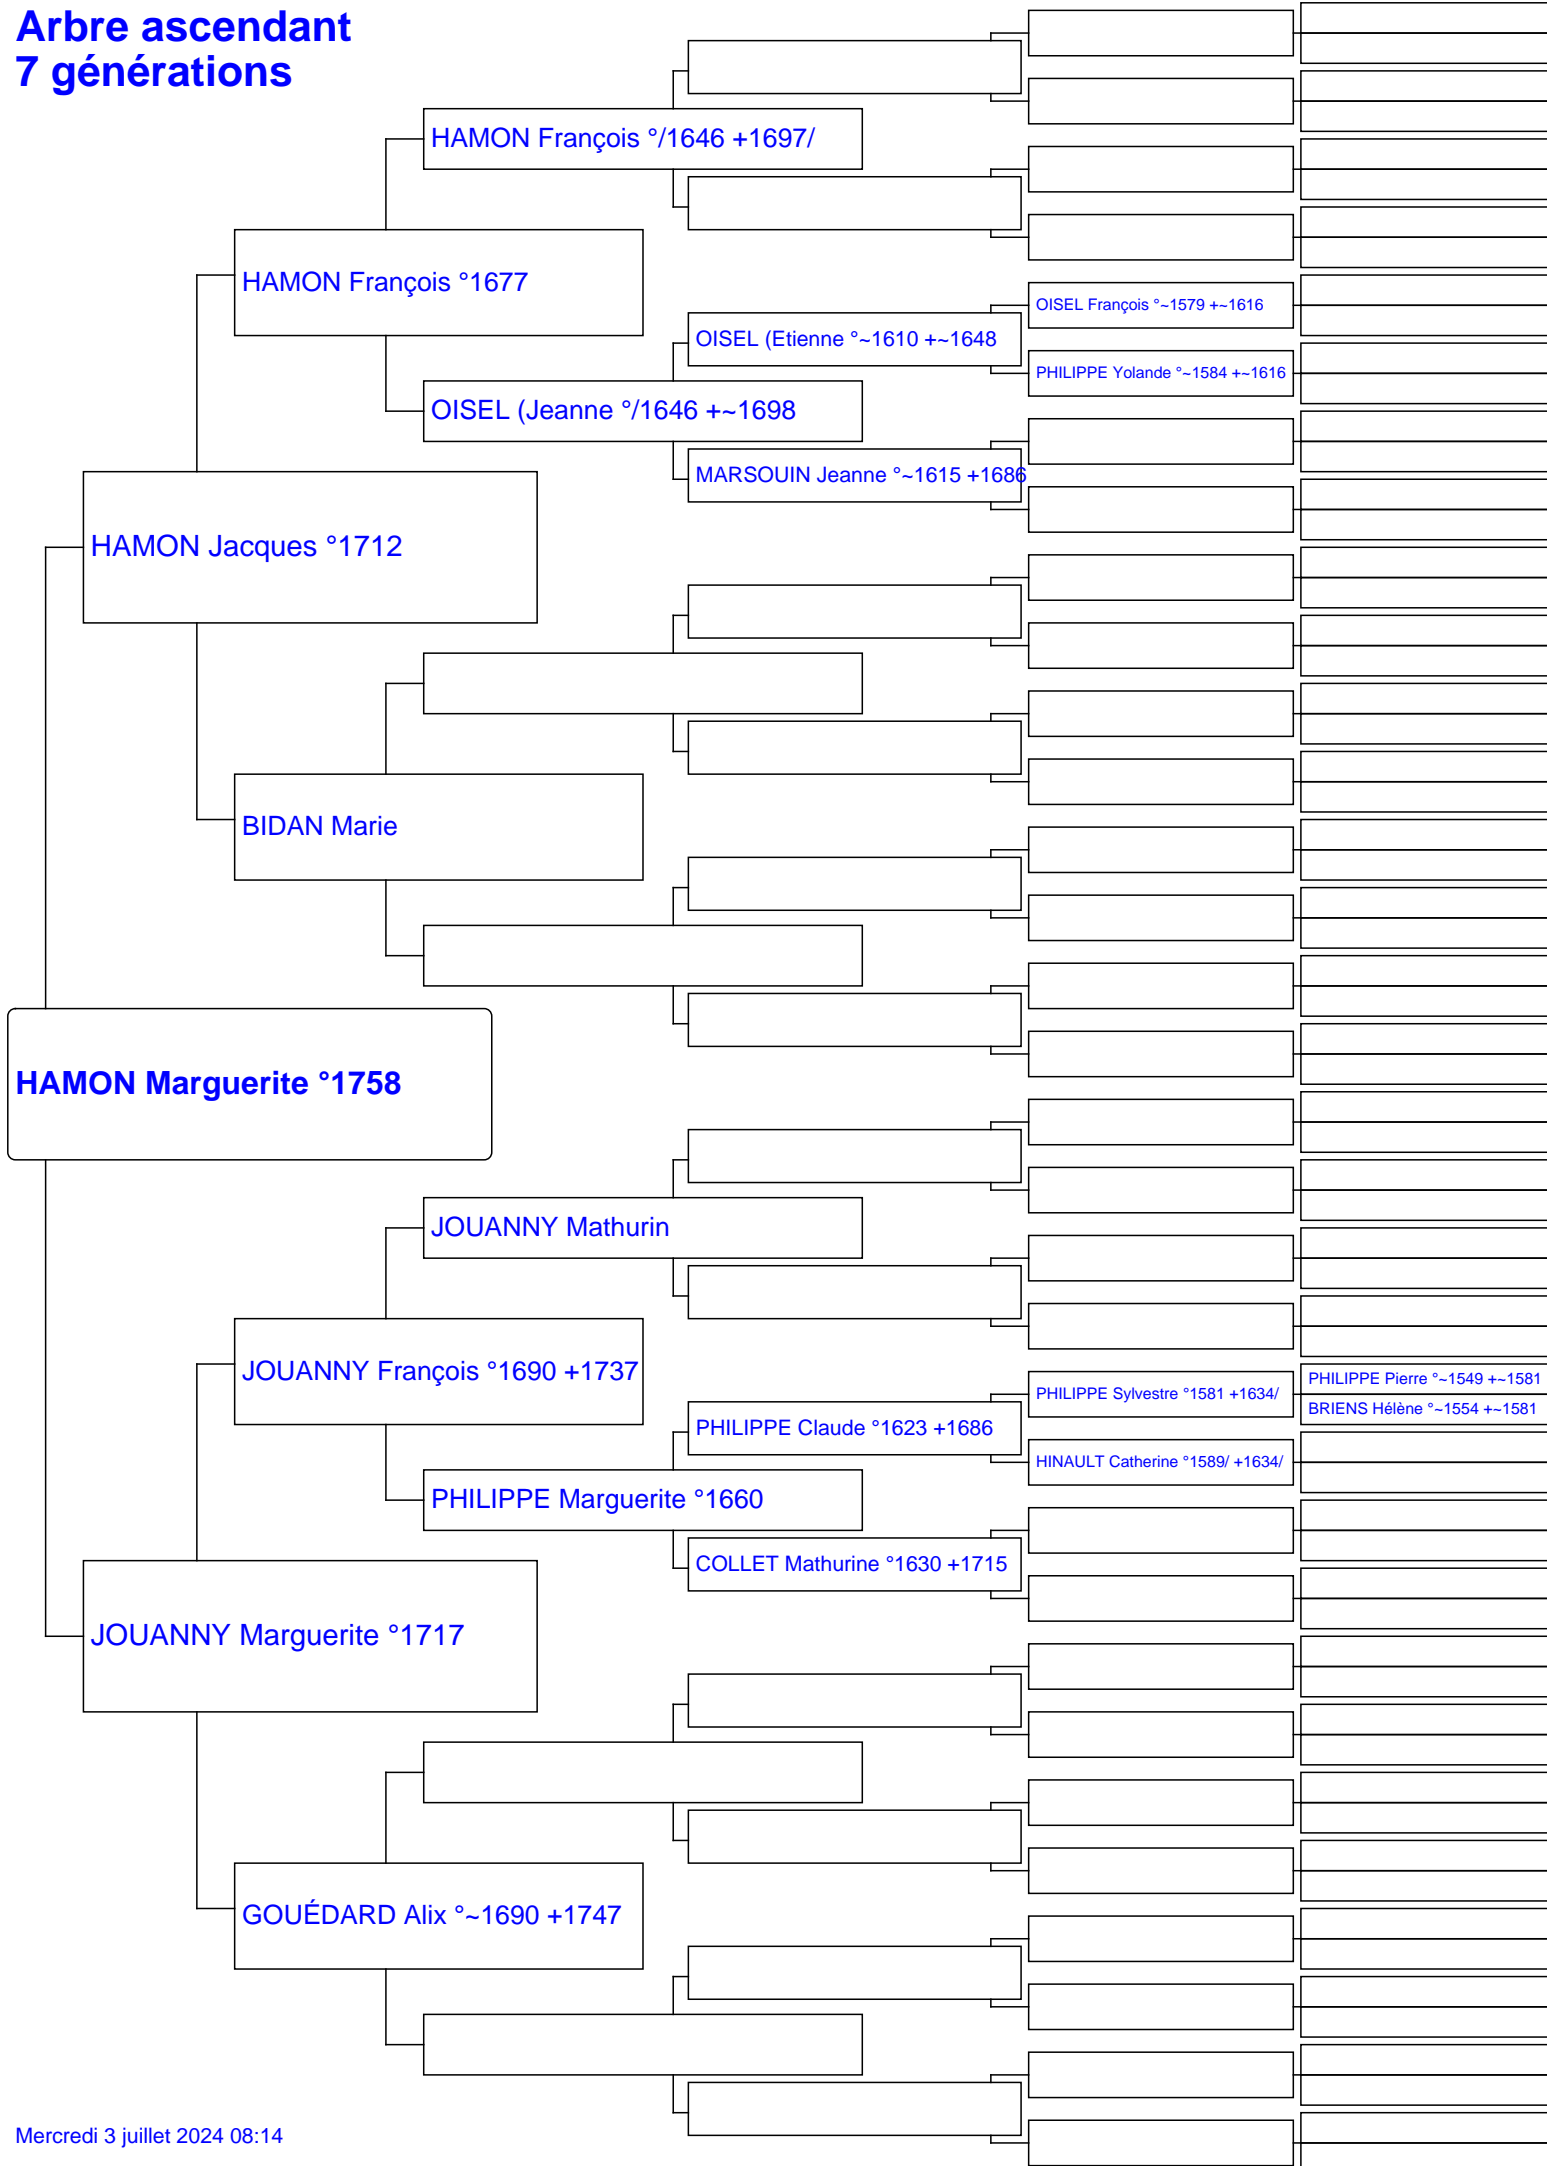 Arbre ascendant
7 générations
HAMON François °/1646 +1697/
HAMON François °1677
OISEL François °~1579 +~1616
OISEL (Etienne °~1610 +~1648
PHILIPPE Yolande °~1584 +~1616
OISEL (Jeanne °/1646 +~1698
MARSOUIN Jeanne °~1615 +1686
HAMON Jacques °1712
BIDAN Marie
HAMON Marguerite °1758
JOUANNY Mathurin
JOUANNY François °1690 +1737
PHILIPPE Pierre °~1549 +~1581
PHILIPPE Sylvestre °1581 +1634/
BRIENS Hélène °~1554 +~1581
PHILIPPE Claude °1623 +1686
HINAULT Catherine °1589/ +1634/
PHILIPPE Marguerite °1660
COLLET Mathurine °1630 +1715
JOUANNY Marguerite °1717
GOUÉDARD Alix °~1690 +1747
Mercredi 3 juillet 2024 08:14